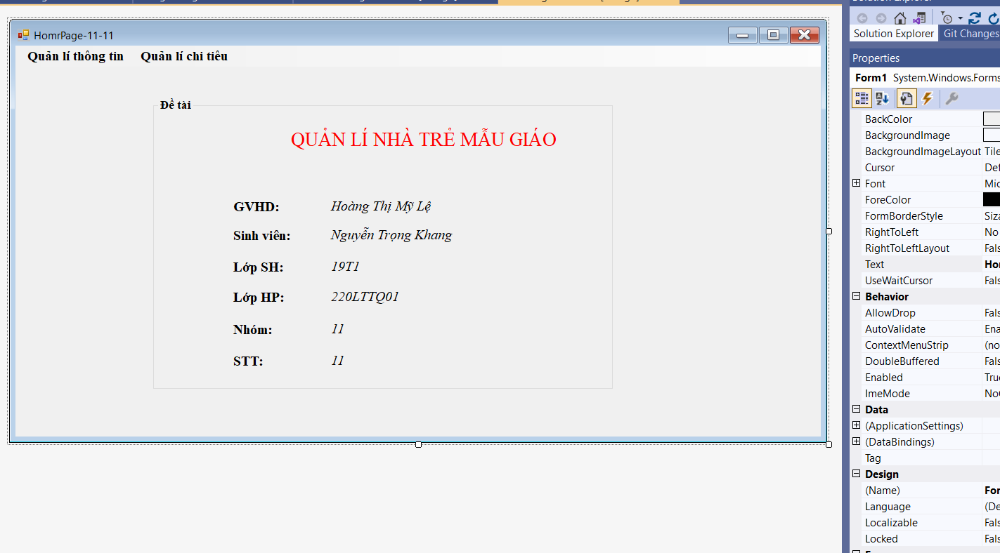 Solution Explorer
HomrPage-11-11
Quản lí thông tin Quản lí chi tiêu
Đề tài
QUẢN LÍ NHÀ TRẺ MẪU GIÁO
GVHD: Hoàng Thị Mỹ Lệ
Sinh viên: Nguyễn Trọng Khang
Lớp SH: 19T1
Lớp HP: 220LTTQ01
Nhóm: 11
STT: 11
Solution Explorer Git Changes
Properties
Form1 System.Windows.Forms
BackColor
BackgroundImage
BackgroundImageLayout Tile
Cursor Def
Font Mic
ForeColor
FormBorderStyle Siza
RightToLeft No
RightToLeftLayout Fals
Text Hor
UseWaitCursor Fals
Behavior
AllowDrop Fals
AutoValidate Ena
ContextMenuStrip (no
DoubleBuffered Fals
Enabled True
ImeMode NoC
Data
(ApplicationSettings)
(DataBindings)
Tag
Design
(Name) For
Language (De
Localizable Fals
Locked Fals